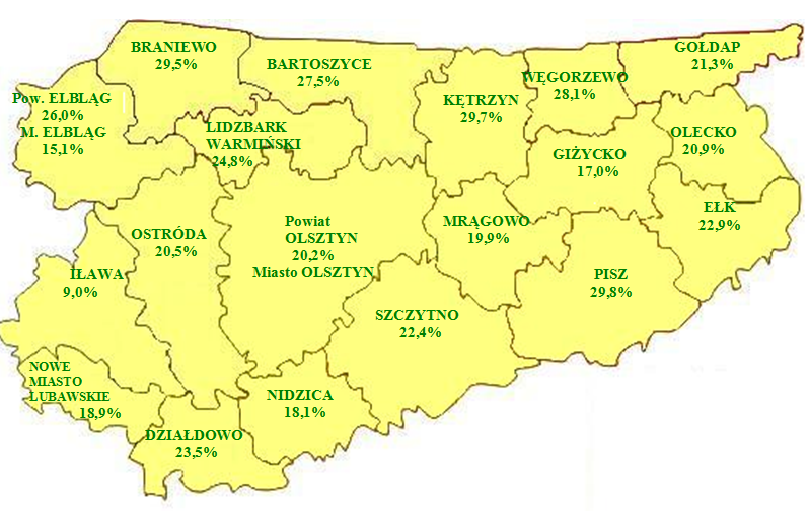 BRANIEWO
29,5%
BARTOSZYCE
27,5%
GOŁDAP
21,3%
WĘGORZEWO
28,1%
KĘTRZYN
29,7%
Pow. ELBLĄG
26,0%
M. ELBLĄG
15,1%
LIDZBARK
WARMIŃSKI
24,8%
OLECKO
20,9%
GIŻYCKO
17,0%
EŁK
22,9%
MRĄGOWO
19,9%
OSTRÓDA
20,5%
Powiat
OLSZTYN
20,2%
Miasto OLSZTYN
IŁAWA
9,0%
PISZ
29,8%
SZCZYTNO
22,4%
NOWE
MIASTO
LUBAWSKIE
18,9%
NIDZICA
18,1%
DZIAŁDOWO
23,5%